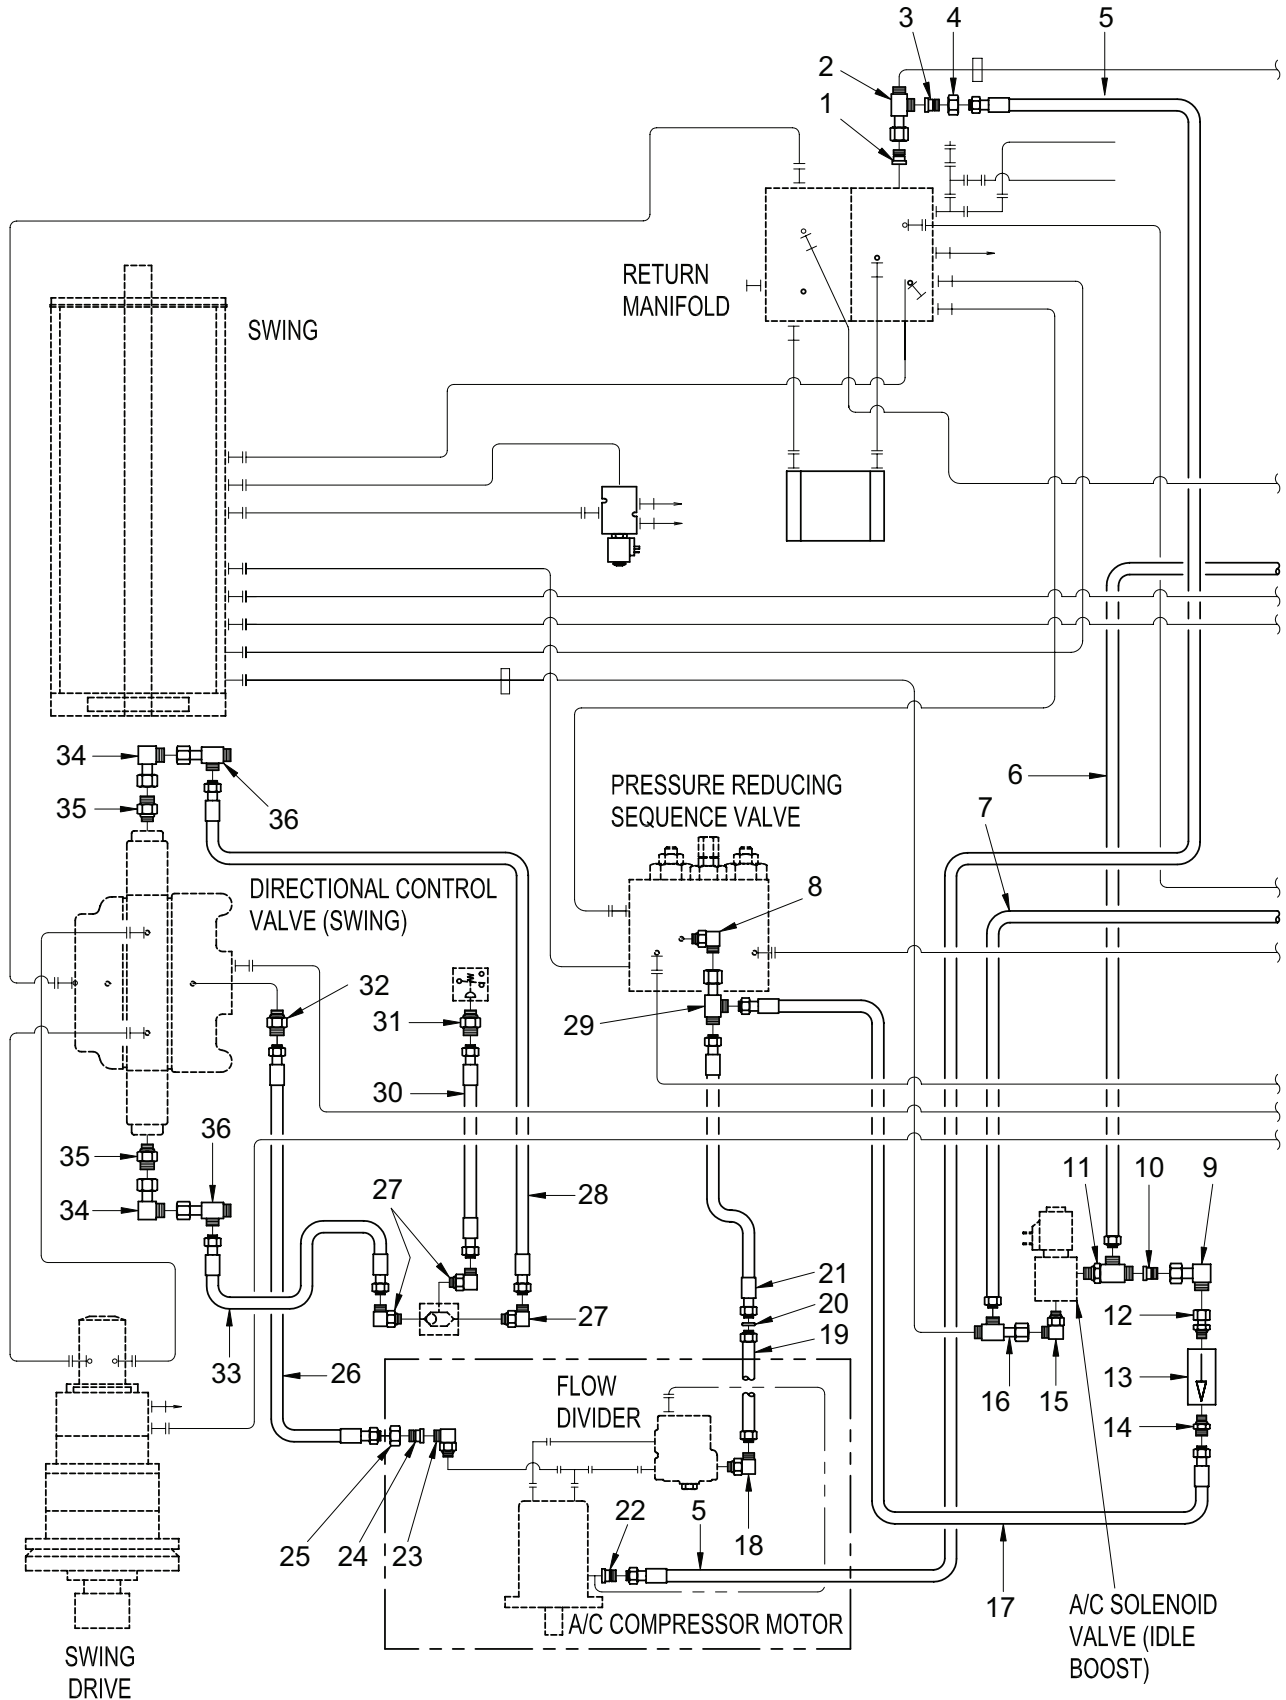 3
4
5
2
1
RETURN
MANIFOLD
SWING
34
36
35
6
7
PRESSURE REDUCING
SEQUENCE VALVE
8
DIRECTIONAL CONTROL
VALVE (SWING)
32
31
29
30
36
35
34
27
28
11
10
9
21
20
19
12
13
14
27
33
26
16
15
FLOW
DIVIDER
25
24
23
22
5
18
17
A/C COMPRESSOR MOTOR
A/C SOLENOID
VALVE (IDLE
BOOST)
SWING
DRIVE